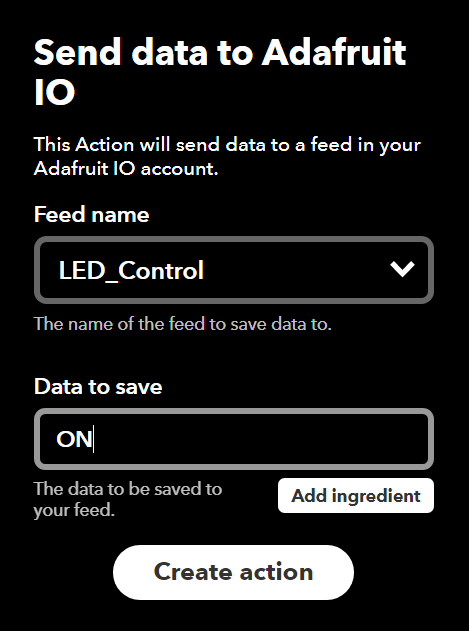 Send data to Adafruit
IO
This Action will send data to a feed in your
Adafruit IO account.
Feed name
LED_Control
The name of the feed to save data to.
Data to save
ON
The data to be saved to
your feed.
Add ingredient
Create action